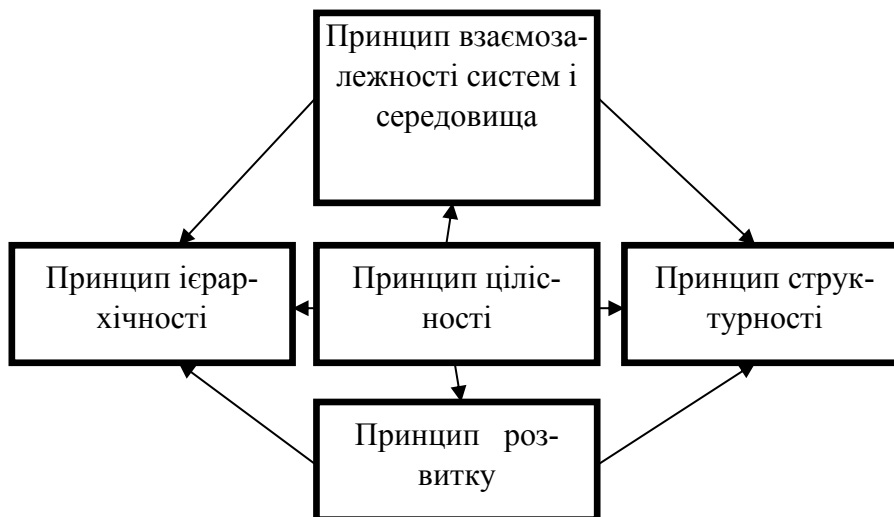 Принцип взаємоза-
лежності систем і
середовища
Принцип ієрар-
хічності
Принцип ціліс-
ності
Принцип струк-
турності
Принцип роз-
витку